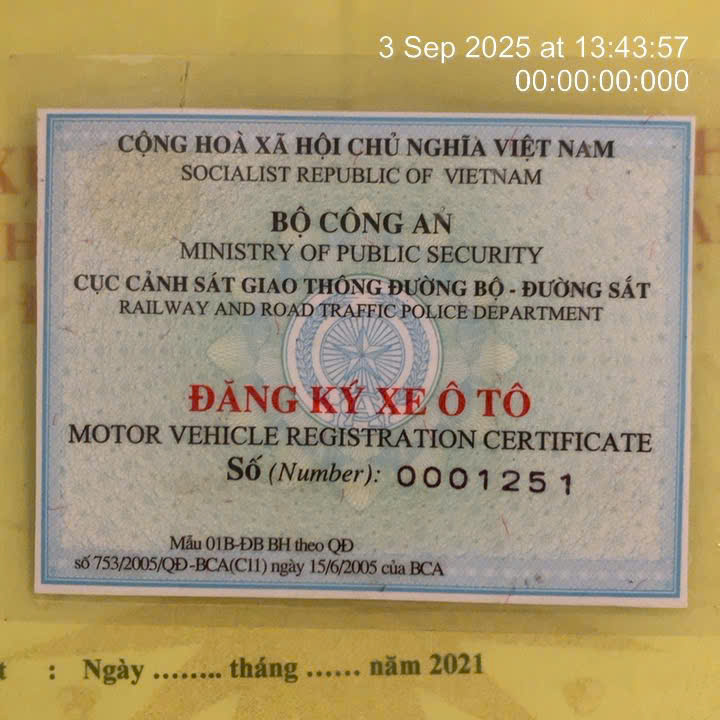 3 Sep 2025 at 13:43:57
00:00:00:000
CỘNG HOÀ XÃ HỘI CHỦ NGHĨA VIỆT NAM
SOCIALIST REPUBLIC OF VIETNAM
BỘ CÔNG AN
MINISTRY OF PUBLIC SECURITY
CỤC CẢNH SÁT GIAO THÔNG ĐƯỜNG BỘ - ĐƯỜNG SẮT
RAILWAY AND ROAD TRAFFIC POLICE DEPARTMENT
ĐĂNG KÝ XE Ô TÔ
MOTOR VEHICLE REGISTRATION CERTIFICATE
Số (Number): 0001251
Mẫu 01B-ĐB BH theo QĐ
số 753/2005/QĐ-BCA(C11) ngày 15/6/2005 của BCA
: Ngày ........ tháng ...... năm 2021